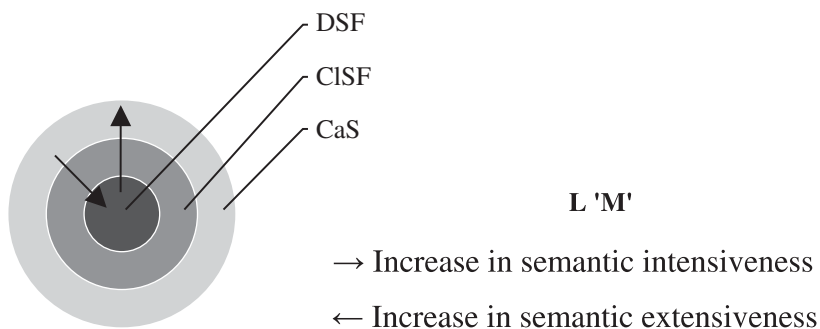 DSF
ClSF
CaS
L 'M'
→ Increase in semantic intensiveness
← Increase in semantic extensiveness